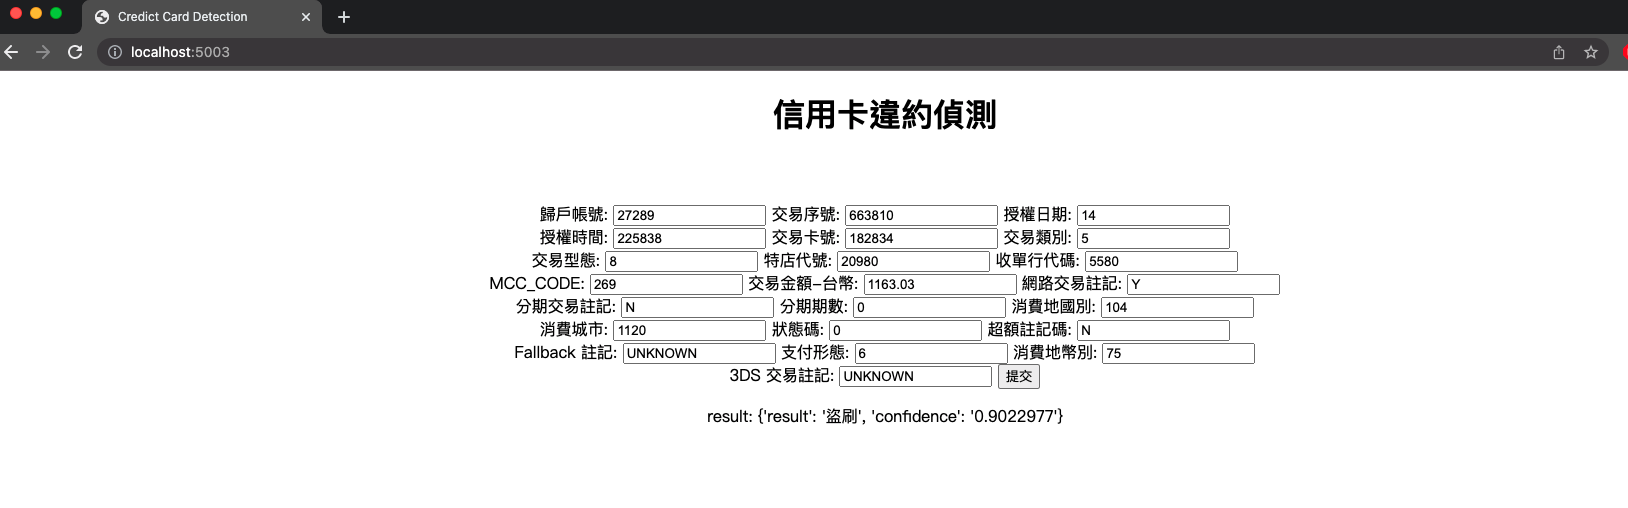 Credict Card Detection
localhost:5003
信用卡違約偵測
歸戶帳號: 27289 交易序號: 663810 授權日期: 14
授權時間: 225838 交易卡號: 182834 交易類別: 5
交易型態: 8 特店代號: 20980 收單行代碼: 5580
MCC_CODE: 269 交易金額-台幣: 1163.03 網路交易註記: Y
分期交易註記: N 分期期數: 0 消費地國別: 104
消費城市: 1120 狀態碼: 0 超額註記碼: N
Fallback 註記: UNKNOWN 支付形態: 6 消費地幣別: 75
3DS 交易註記: UNKNOWN 提交
result: {'result': '盜刷', 'confidence': '0.9022977'}